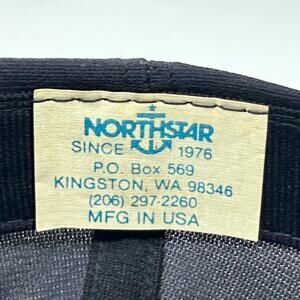 NORTHSTAR
SINCE 1976
P.O. Box 569
KINGSTON, WA 98346
(206) 297-2260
MFG IN USA